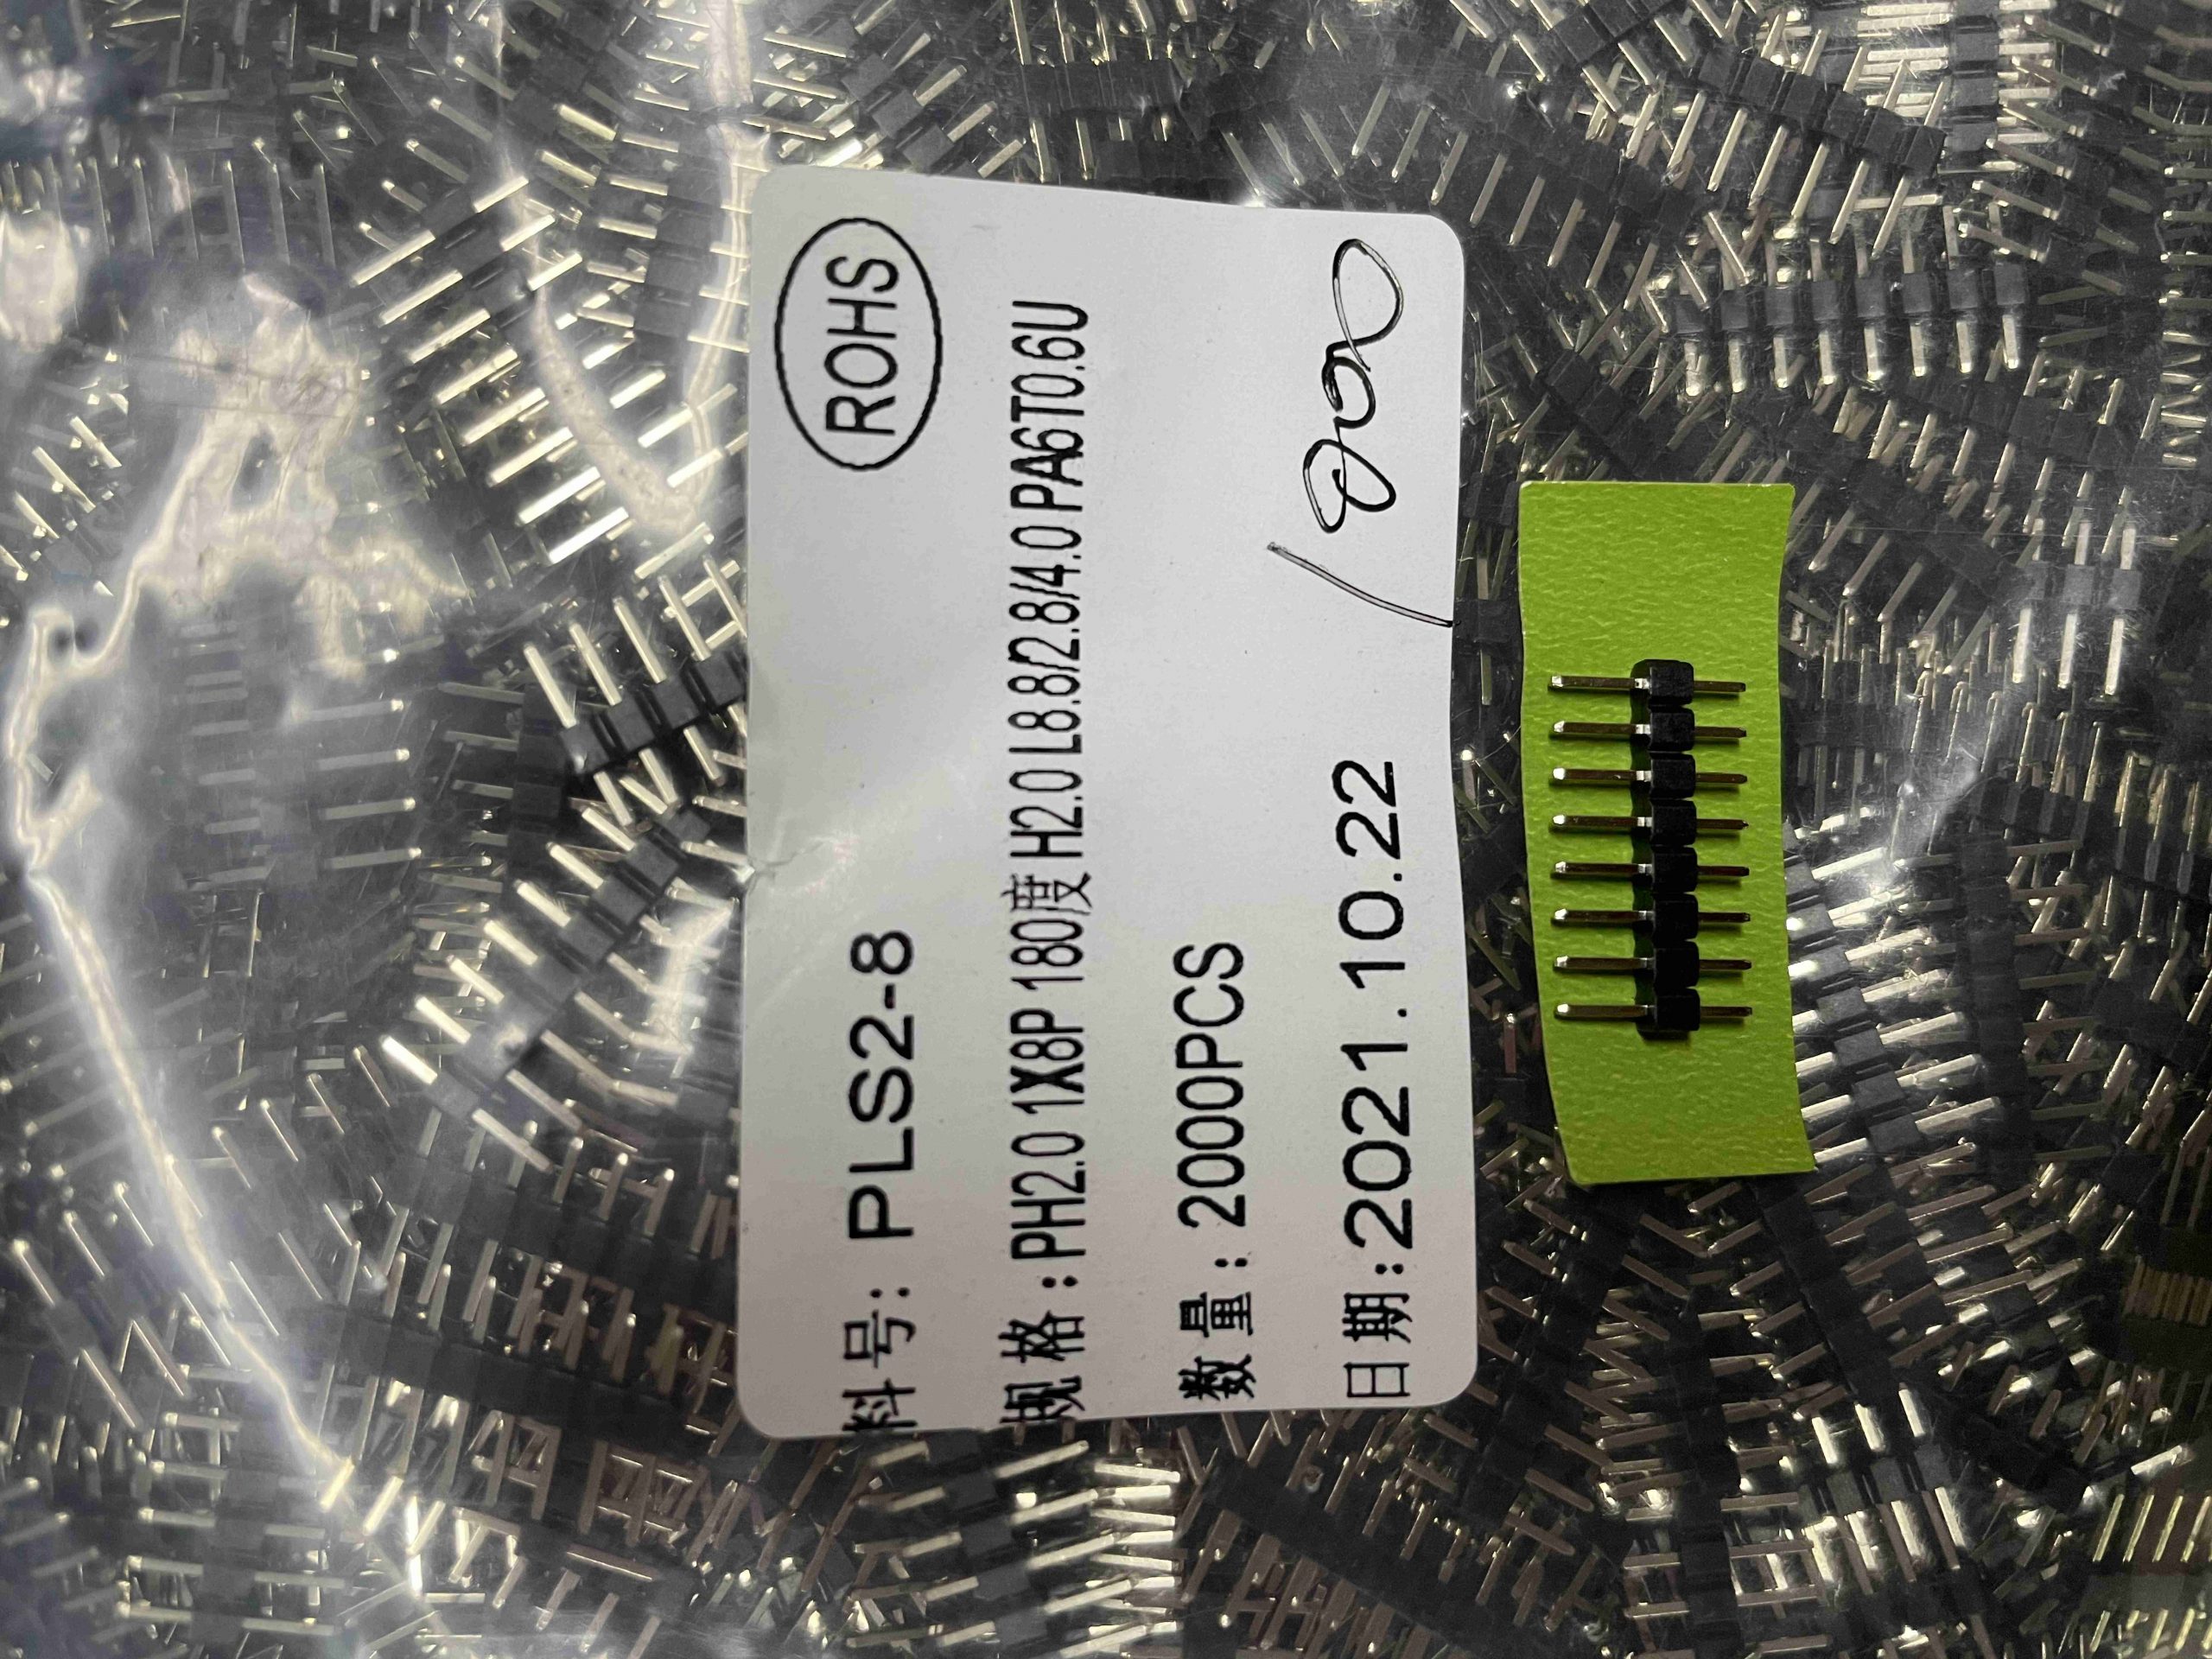 ROHS
料号: PLS2-8
规格:PH2.0 1X8P 180度 H2.0 L8.8/2.8/4.0 PA6T0.6U
数量:2000PCS
日期:2021.10.22